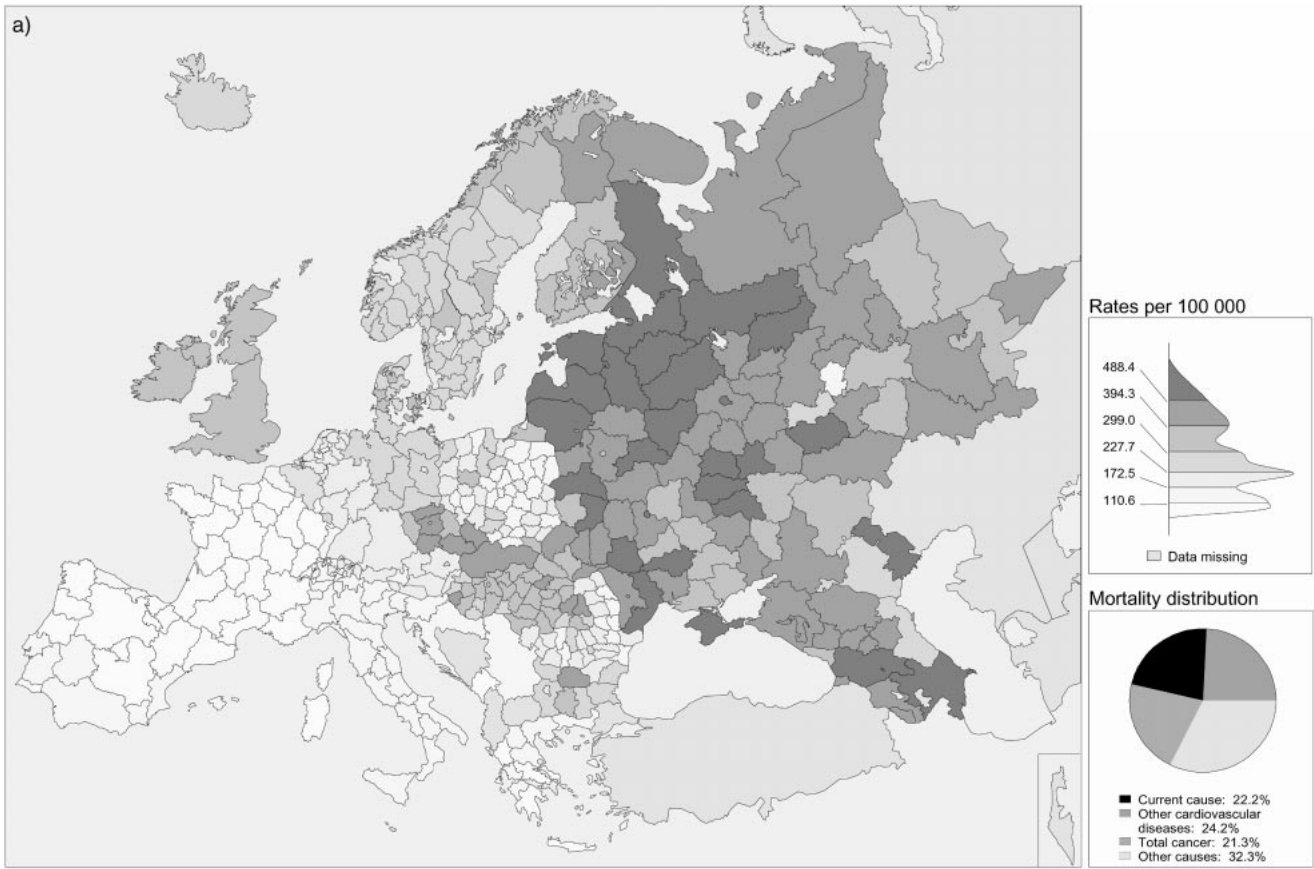 a)
Rates per 100 000
488.4
394.3
299.0
227.7
172.5
110.6
Data missing
Mortality distribution
Current cause: 22.2%
Other cardiovascular
diseases: 24.2%
Total cancer: 21.3%
Other causes: 32.3%